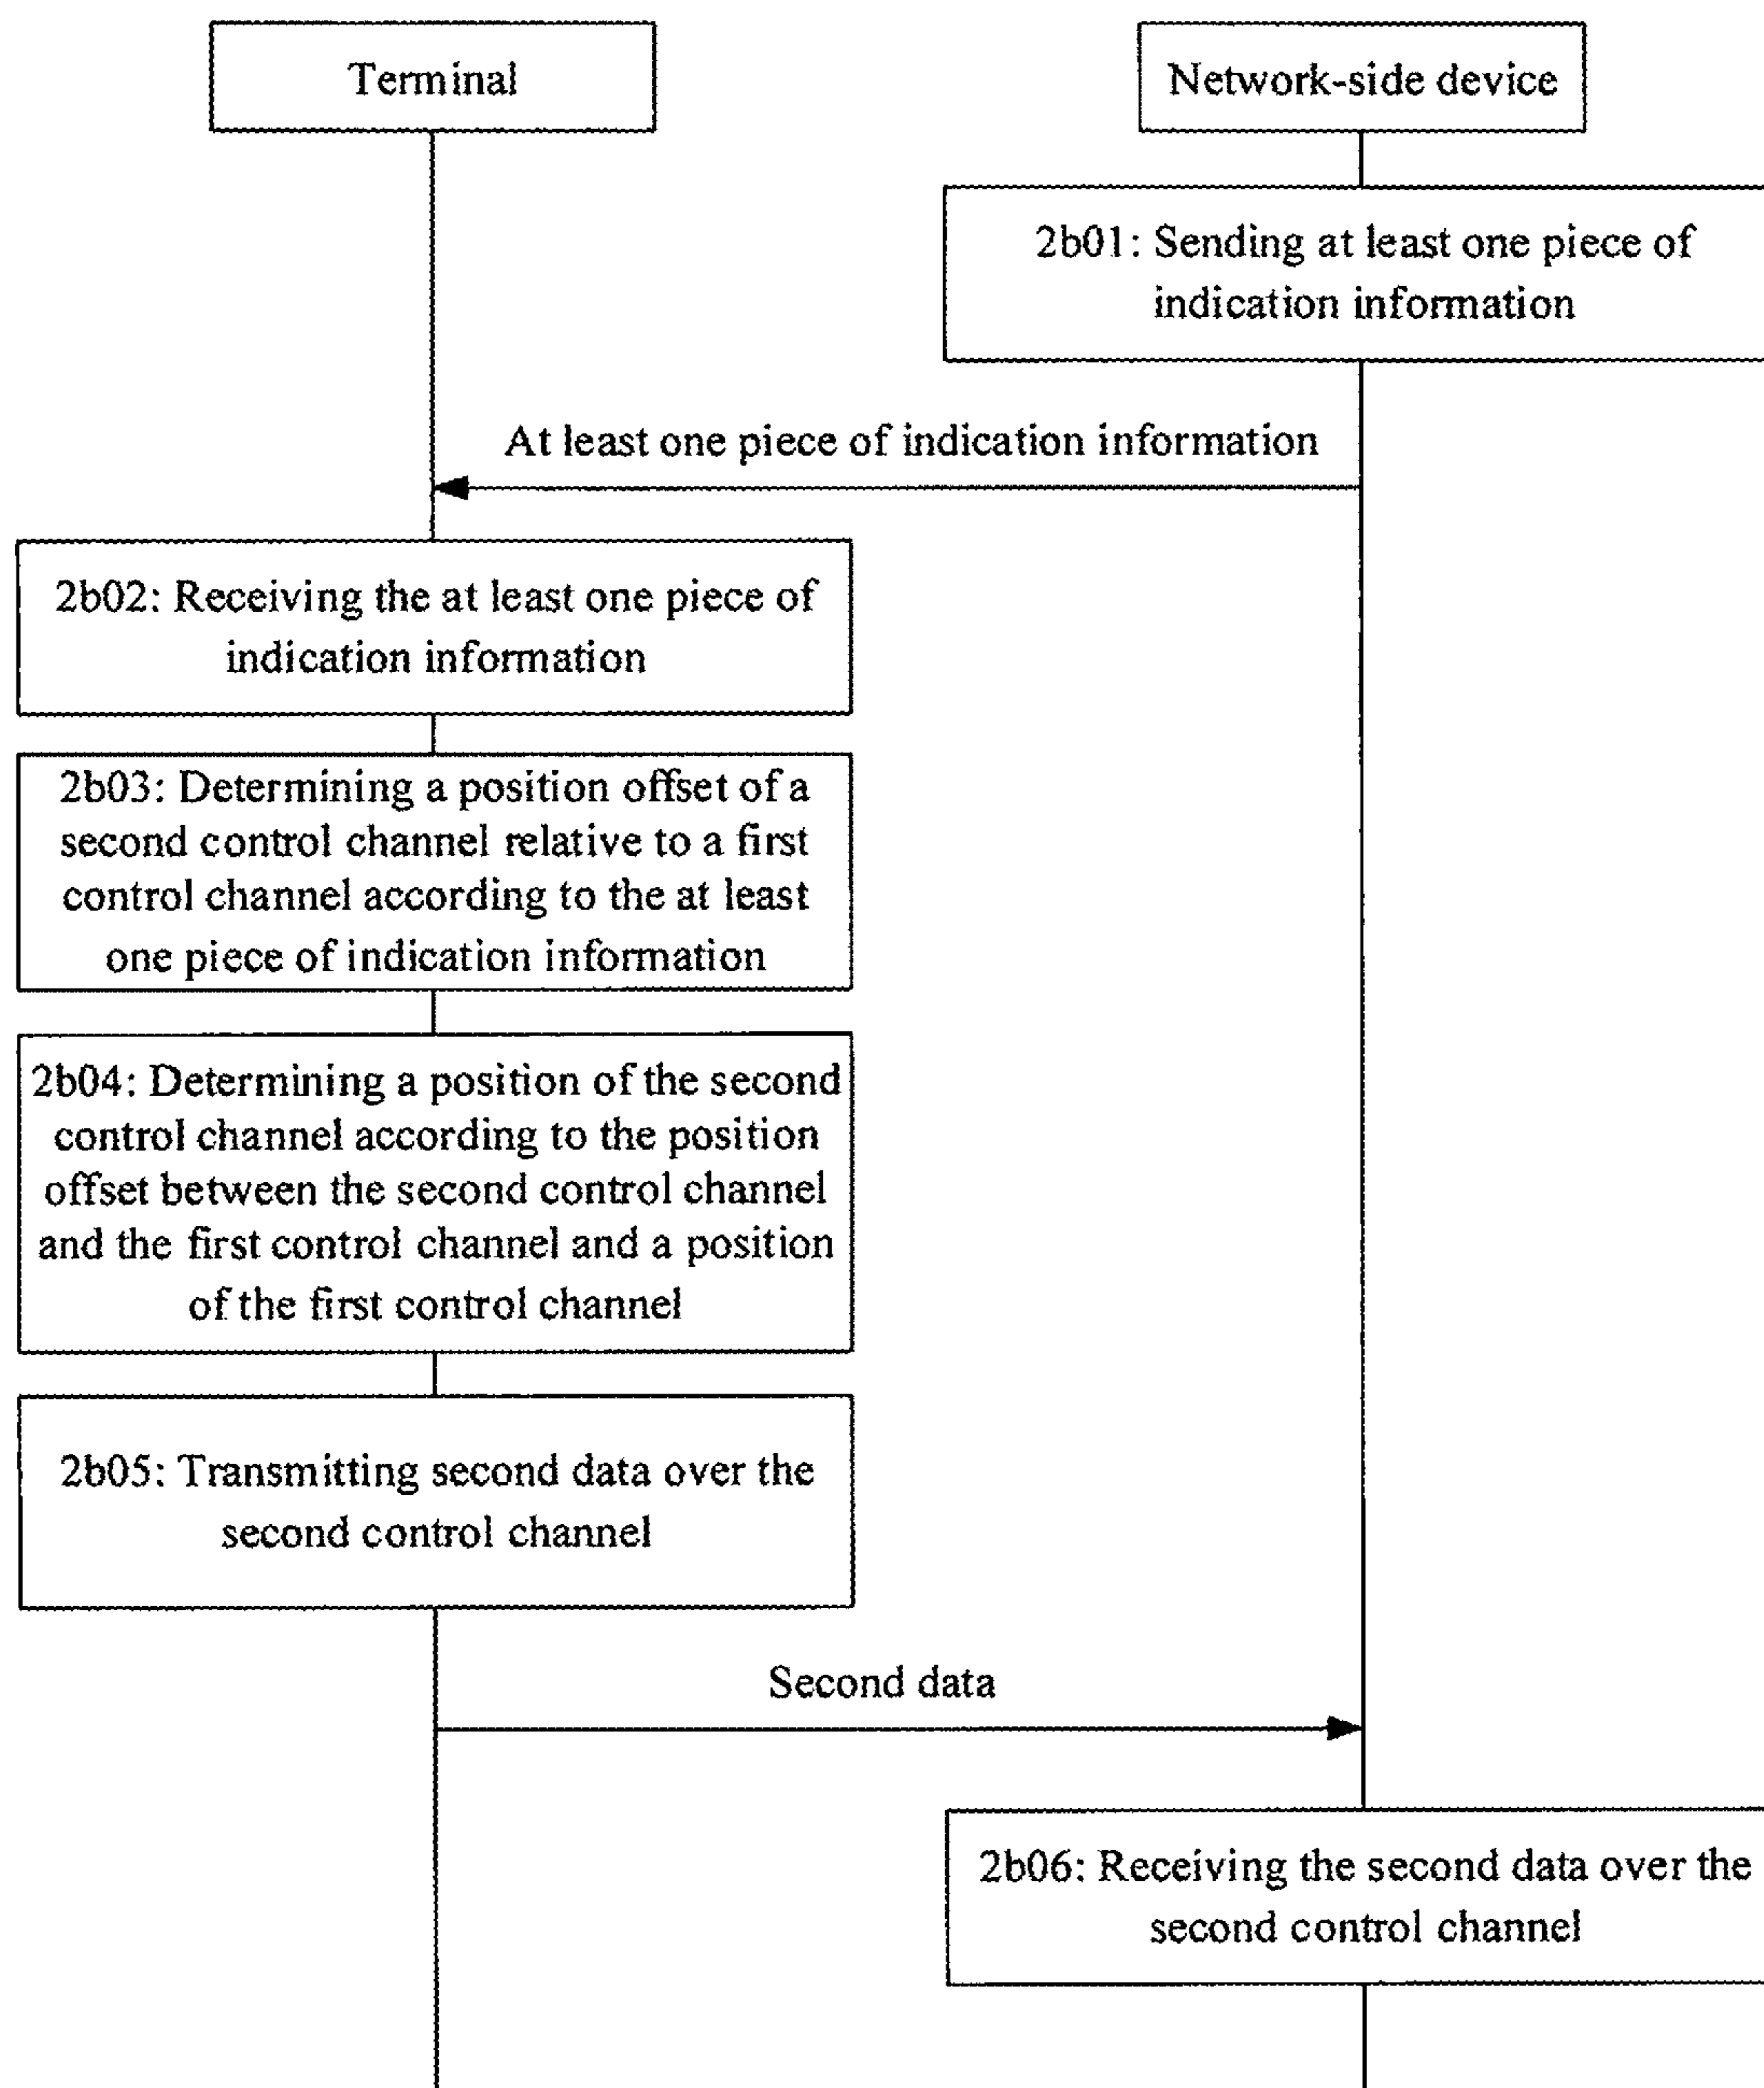 Terminal
Network-side device
2b01: Sending at least one piece of
indication information
At least one piece of indication information
2b02: Receiving the at least one piece of
indication information
2b03: Determining a position offset of a
second control channel relative to a first
control channel according to the at least
one piece of indication information
2b04: Determining a position of the second
control channel according to the position
offset between the second control channel
and the first control channel and a position
of the first control channel
2b05: Transmitting second data over the
second control channel
Second data
2b06: Receiving the second data over the
second control channel